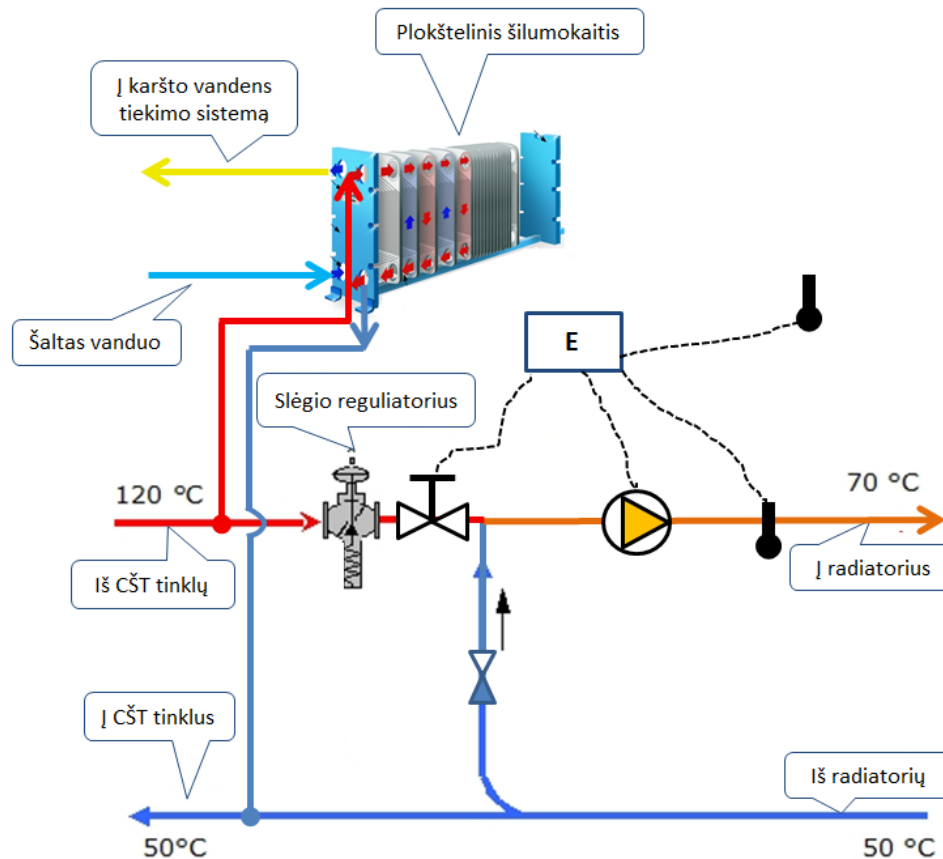 Plokštelinis šilumokaitis
Į karšto vandens
tiekimo sistemą
Šaltas vanduo
E
Slėgio reguliatorius
120 °C
70 °C
Iš CŠT tinklų
Į radiatorius
Į CŠT tinklus
Iš radiatorių
50°C
50 °C